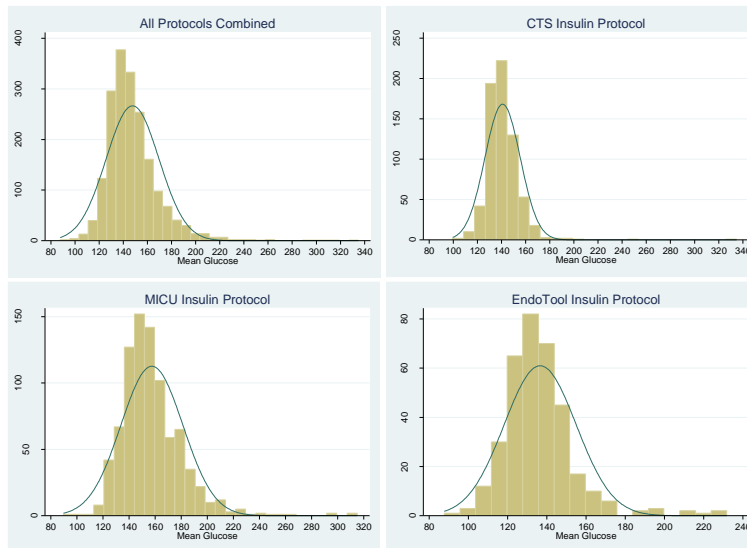 All Protocols Combined
400
300
200
100
0
80 100 120 140 160 180 200 220 240 260 280 300 320 340
Mean Glucose
CTS Insulin Protocol
250
200
150
100
50
0
80 100 120 140 160 180 200 220 240 260 280 300 320 340
Mean Glucose
MICU Insulin Protocol
150
100
50
0
80 100 120 140 160 180 200 220 240 260 280 300 320
Mean Glucose
EndoTool Insulin Protocol
80
60
40
20
0
80 100 120 140 160 180 200 220 240
Mean Glucose